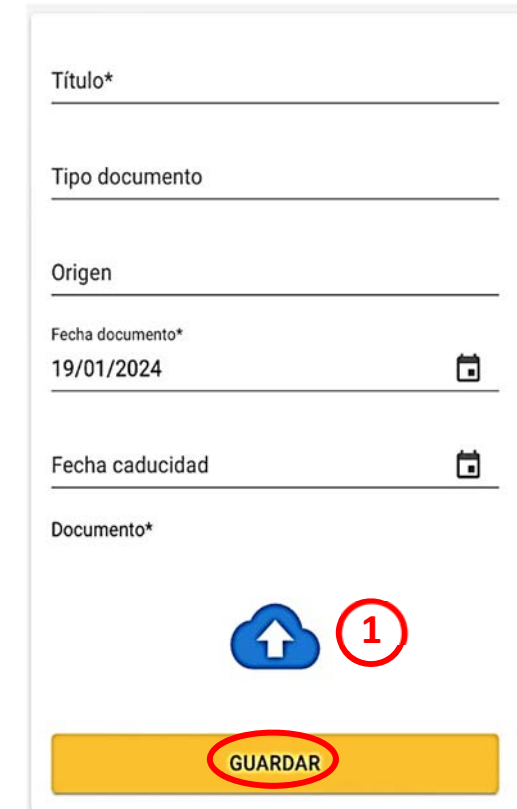 Título*
Tipo documento
Origen
Fecha documento*
19/01/2024
Fecha caducidad
Documento*
1
GUARDAR